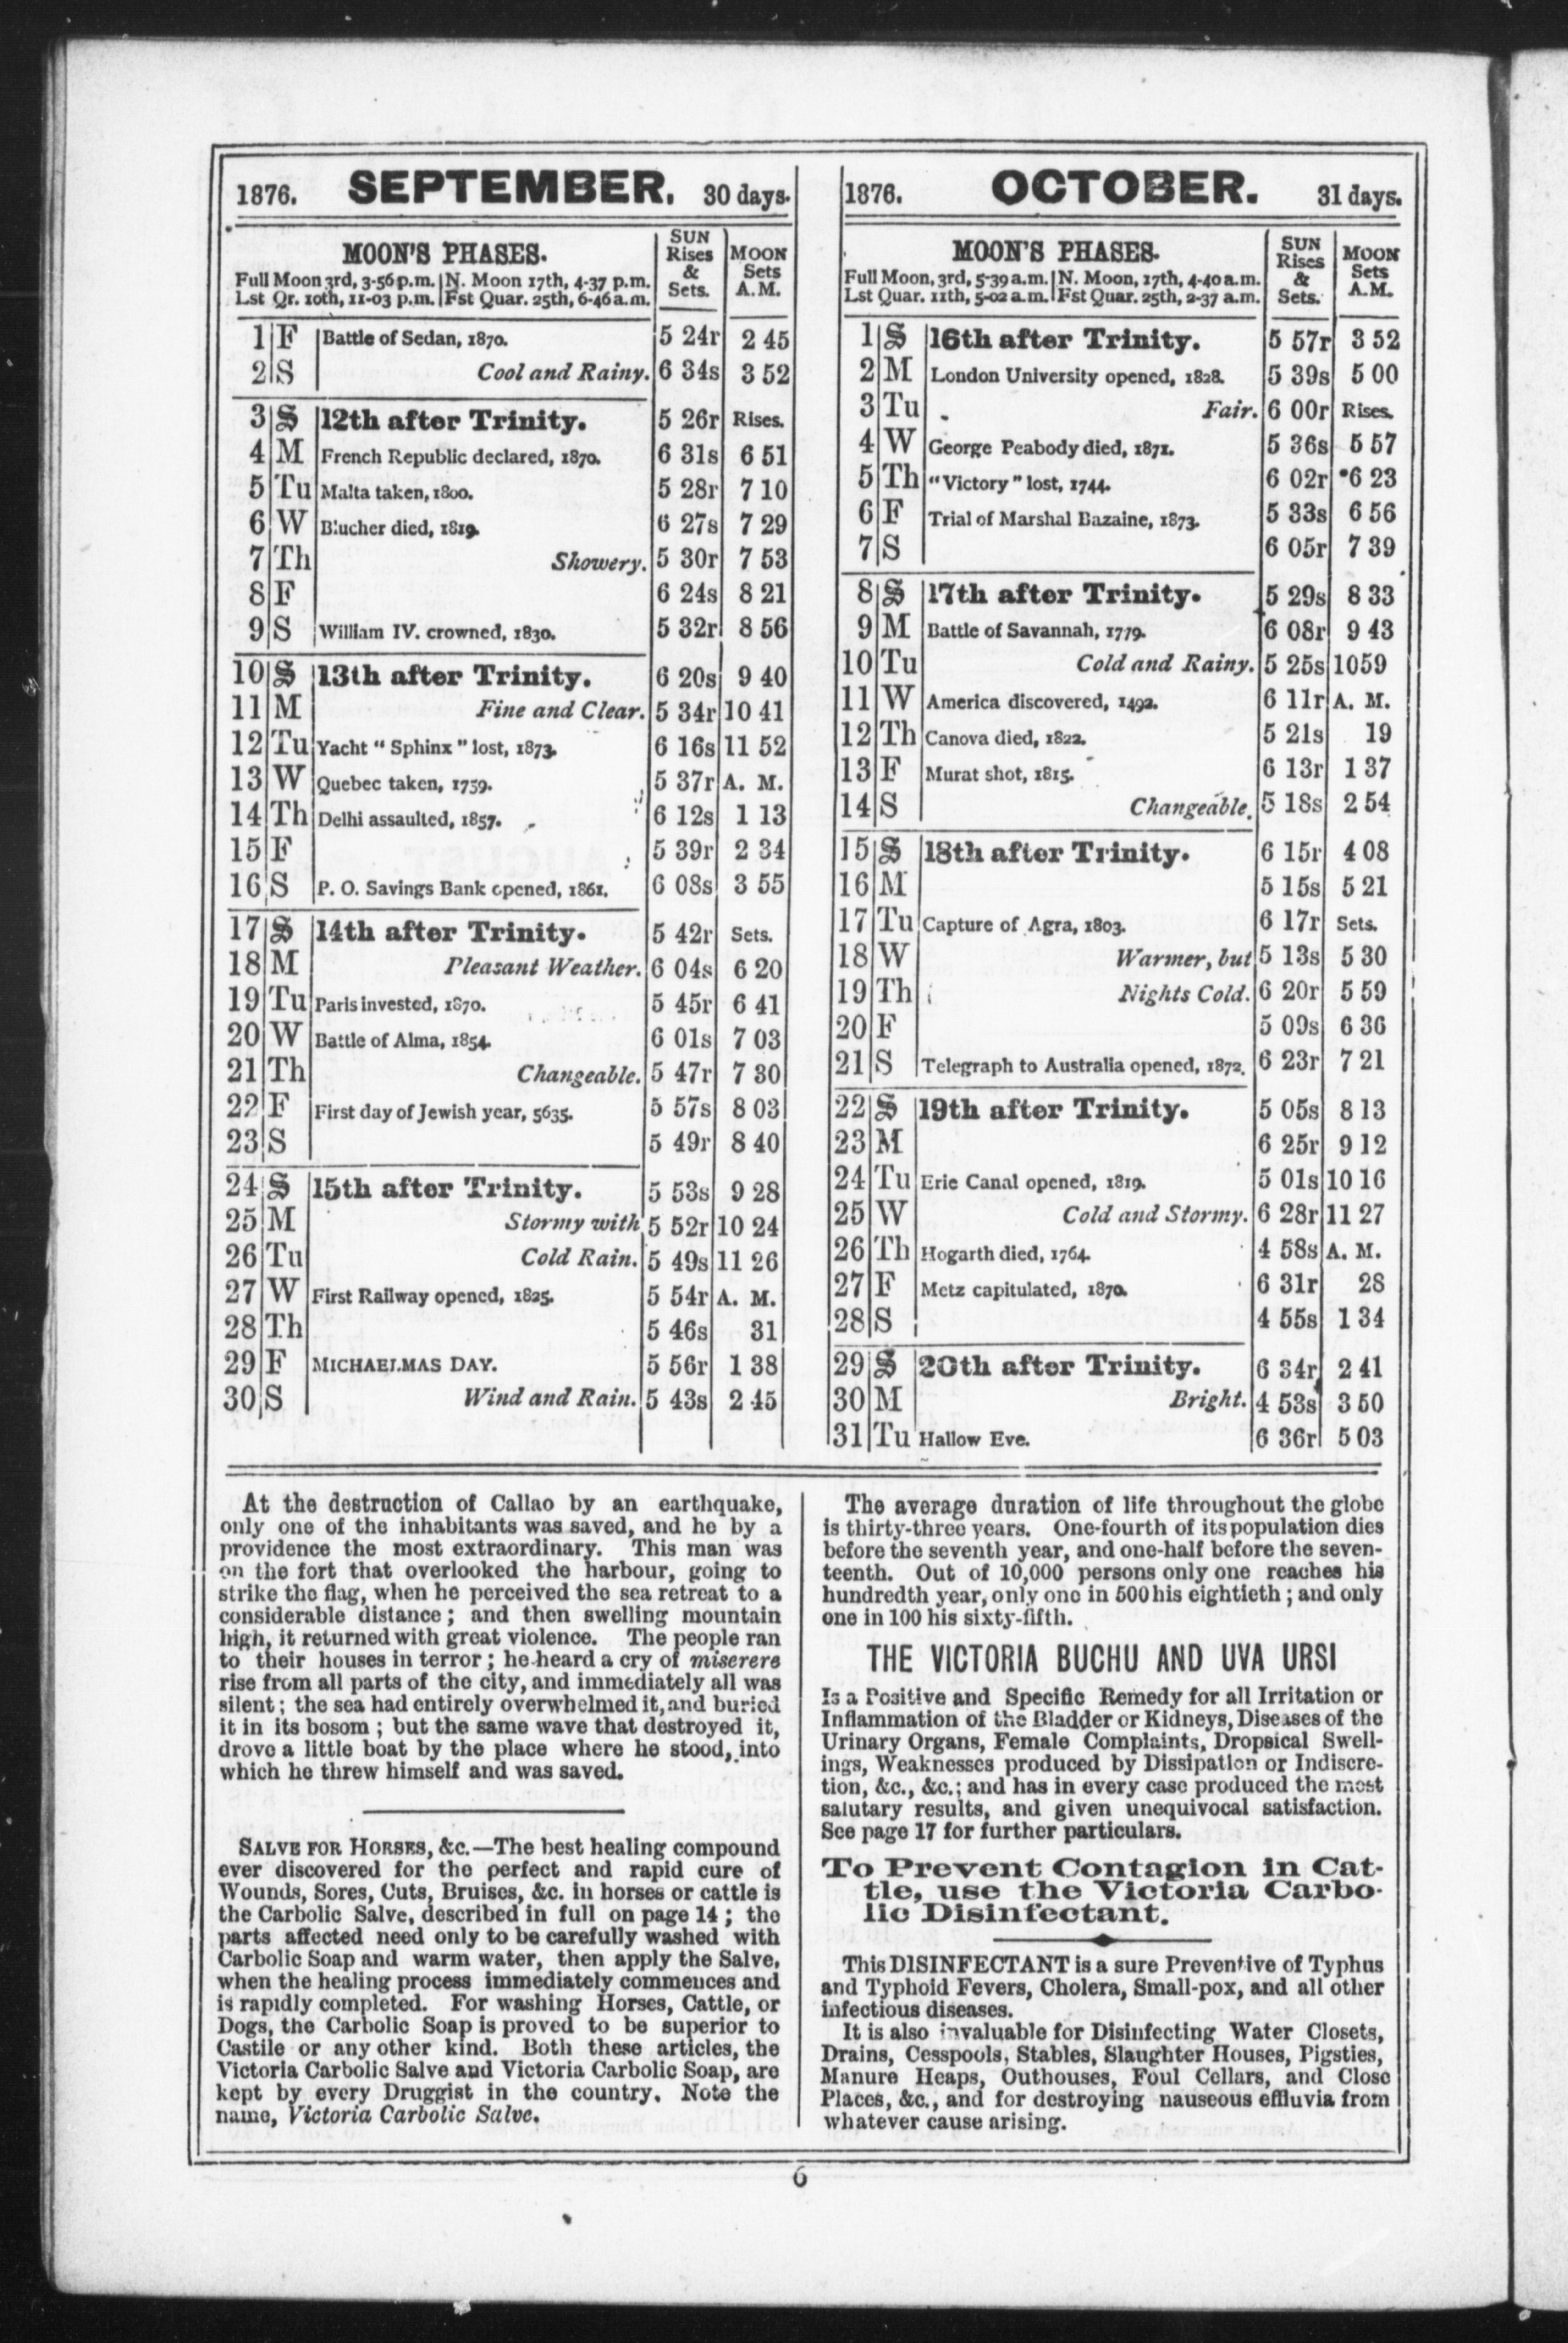 1876. SEPTEMBER. 30 days.
MOON'S PHASES.
Full Moon 3rd, 3-56 p.m. | N. Moon 17th, 4-37 p.m.
Lst Qr. 10th, 11-03 p.m. | Fst Quar. 25th, 6-46 a.m.
SUN Rises & Sets.
MOON Sets A.M.
1 F Battle of Sedan, 1870. 5 24r 2 45
2 S Cool and Rainy. 6 34s 3 52
3 S 12th after Trinity. 5 26r Rises.
4 M French Republic declared, 1870. 6 31s 6 51
5 Tu Malta taken, 1800. 5 28r 7 10
6 W Blucher died, 1819. 6 27s 7 29
7 Th Showery. 5 30r 7 53
8 F 6 24s 8 21
9 S William IV. crowned, 1830. 5 32r 8 56
10 S 13th after Trinity. 6 20s 9 40
11 M Fine and Clear. 5 34r 10 41
12 Tu Yacht "Sphinx" lost, 1873. 6 16s 11 52
13 W Quebec taken, 1759. 5 37r A. M.
14 Th Delhi assaulted, 1857. 6 12s 1 13
15 F 5 39r 2 34
16 S P. O. Savings Bank opened, 1861. 6 08s 3 55
17 S 14th after Trinity. 5 42r Sets.
18 M Pleasant Weather. 6 04s 6 20
19 Tu Paris invested, 1870. 5 45r 6 41
20 W Battle of Alma, 1854. 6 01s 7 03
21 Th Changeable. 5 47r 7 30
22 F First day of Jewish year, 5635. 5 57s 8 03
23 S 5 49r 8 40
24 S 15th after Trinity. 5 53s 9 28
25 M Stormy with 5 52r 10 24
26 Tu Cold Rain. 5 49s 11 26
27 W First Railway opened, 1825. 5 54r A. M.
28 Th 5 46s 31
29 F MICHAELMAS DAY. 5 56r 1 38
30 S Wind and Rain. 5 43s 2 45
1876. OCTOBER. 31 days.
MOON'S PHASES.
Full Moon, 3rd, 5-39 a.m. | N. Moon, 17th, 4-40 a.m.
Lst Quar. 11th, 5-02 a.m. | Fst Quar. 25th, 2-37 a.m.
SUN Rises & Sets.
MOON Sets A.M.
1 S 16th after Trinity. 5 57r 3 52
2 M London University opened, 1828. 5 39s 5 00
3 Tu Fair. 6 00r Rises.
4 W George Peabody died, 1871. 5 36s 5 57
5 Th "Victory" lost, 1744. 6 02r 6 23
6 F Trial of Marshal Bazaine, 1873. 5 33s 6 56
7 S 6 05r 7 39
8 S 17th after Trinity. 5 29s 8 33
9 M Battle of Savannah, 1779. 6 08r 9 43
10 Tu Cold and Rainy. 5 25s 1059
11 W America discovered, 1492. 6 11r A. M.
12 Th Canova died, 1822. 5 21s 19
13 F Murat shot, 1815. 6 13r 1 37
14 S Changeable. 5 18s 2 54
15 S 18th after Trinity. 6 15r 4 08
16 M 5 15s 5 21
17 Tu Capture of Agra, 1803. 6 17r Sets.
18 W Warmer, but 5 13s 5 30
19 Th Nights Cold. 6 20r 5 59
20 F 5 09s 6 36
21 S Telegraph to Australia opened, 1872. 6 23r 7 21
22 S 19th after Trinity. 5 05s 8 13
23 M 6 25r 9 12
24 Tu Erie Canal opened, 1819. 5 01s 10 16
25 W Cold and Stormy. 6 28r 11 27
26 Th Hogarth died, 1764. 4 58s A. M.
27 F Metz capitulated, 1870. 6 31r 28
28 S 4 55s 1 34
29 S 20th after Trinity. 6 34r 2 41
30 M Bright. 4 53s 3 50
31 Tu Hallow Eve. 6 36r 5 03
At the destruction of Callao by an earthquake,
only one of the inhabitants was saved, and he by a
providence the most extraordinary. This man was
on the fort that overlooked the harbour, going to
strike the flag, when he perceived the sea retreat to a
considerable distance; and then swelling mountain
high, it returned with great violence. The people ran
to their houses in terror; he heard a cry of miserere
rise from all parts of the city, and immediately all was
silent; the sea had entirely overwhelmed it, and buried
it in its bosom; but the same wave that destroyed it,
drove a little boat by the place where he stood, into
which he threw himself and was saved.
SALVE FOR HORSES, &c.—The best healing compound
ever discovered for the perfect and rapid cure of
Wounds, Sores, Cuts, Bruises, &c. in horses or cattle is
the Carbolic Salve, described in full on page 14; the
parts affected need only to be carefully washed with
Carbolic Soap and warm water, then apply the Salve,
when the healing process immediately commences and
is rapidly completed. For washing Horses, Cattle, or
Dogs, the Carbolic Soap is proved to be superior to
Castile or any other kind. Both these articles, the
Victoria Carbolic Salve and Victoria Carbolic Soap, are
kept by every Druggist in the country. Note the
name, Victoria Carbolic Salve.
The average duration of life throughout the globe
is thirty-three years. One-fourth of its population dies
before the seventh year, and one-half before the seven-
teenth. Out of 10,000 persons only one reaches his
hundredth year, only one in 500 his eightieth; and only
one in 100 his sixty-fifth.
THE VICTORIA BUCHU AND UVA URSI
Is a Positive and Specific Remedy for all Irritation or
Inflammation of the Bladder or Kidneys, Diseases of the
Urinary Organs, Female Complaints, Dropsical Swell-
ings, Weaknesses produced by Dissipation or Indiscre-
tion, &c., &c.; and has in every case produced the most
salutary results, and given unequivocal satisfaction.
See page 17 for further particulars.
To Prevent Contagion in Cat-
tle, use the Victoria Carbo-
lic Disinfectant.
This DISINFECTANT is a sure Preventive of Typhus
and Typhoid Fevers, Cholera, Small-pox, and all other
infectious diseases.
It is also invaluable for Disinfecting Water Closets,
Drains, Cesspools, Stables, Slaughter Houses, Pigsties,
Manure Heaps, Outhouses, Foul Cellars, and Close
Places, &c., and for destroying nauseous effluvia from
whatever cause arising.
6